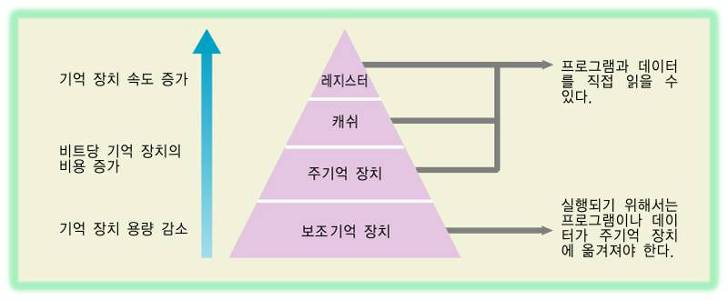 기억 장치 속도 증가
비트당 기억 장치의
비용 증가
기억 장치 용량 감소
레지스터
캐쉬
주기억 장치
보조기억 장치
프로그램과 데이터
를 직접 읽을 수
있다.
실행되기 위해서는
프로그램이나 데이
터가 주기억 장치
에 옮겨져야 한다.